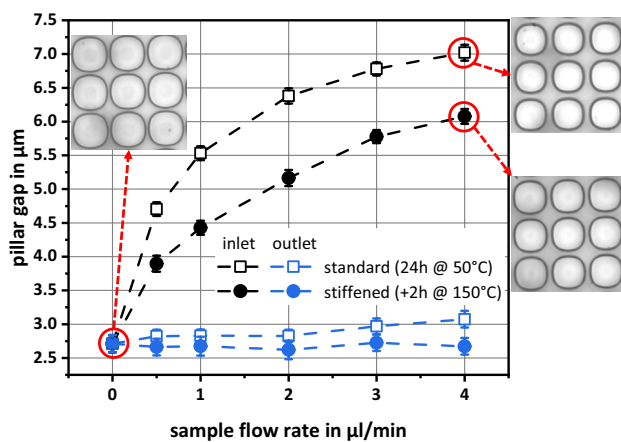 7.5
7.0
6.5
6.0
5.5
5.0
4.5
4.0
3.5
3.0
2.5
pillar gap in µm
inlet outlet
standard (24h @ 50°C)
stiffened (+2h @ 150°C)
0 1 2 3 4
sample flow rate in µl/min